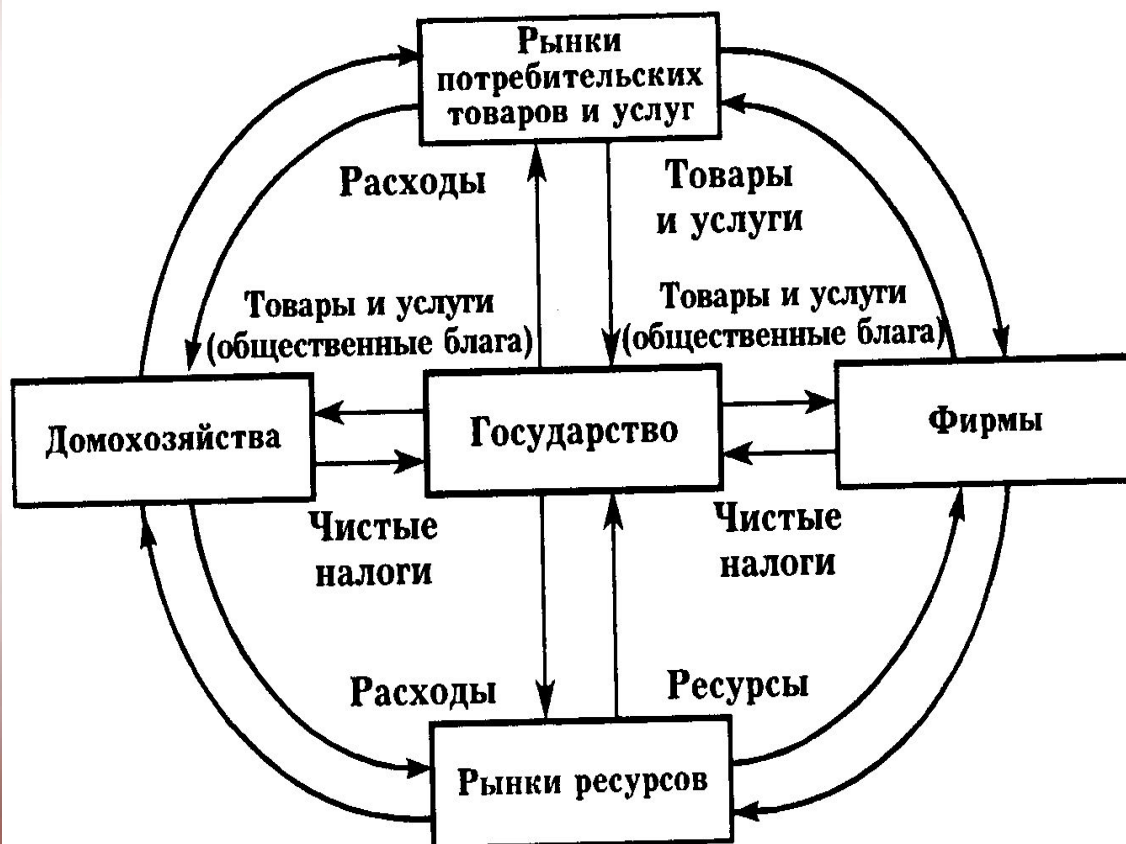 Рынки
потребительских
товаров и услуг
Расходы
Товары
и услуги
Товары и услуги
(общественные блага)
Товары и услуги
(общественные блага)
Домохозяйства
Государство
Фирмы
Чистые
налоги
Чистые
налоги
Расходы
Ресурсы
Рынки ресурсов